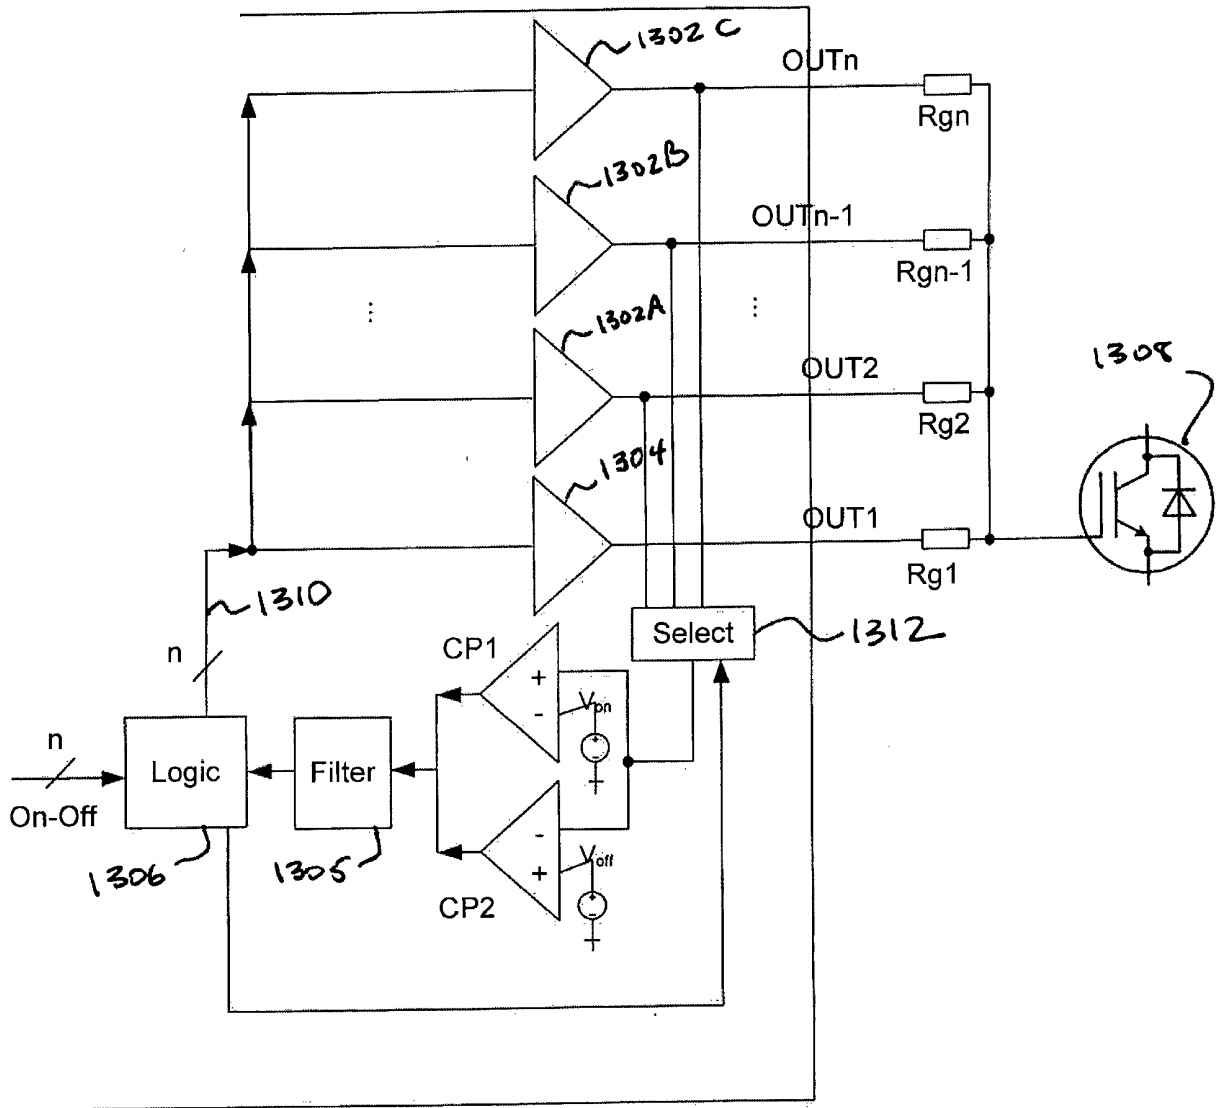 1302C
OUTn
Rgn
1302B
OUTn-1
Rgn-1
...
...
1302A
OUT2
Rg2
1308
1304
OUT1
Rg1
1310
n
Select
1312
CP1
+
-
Von
+
-
n
On-Off
Logic
Filter
1306
1305
CP2
-
+
Voff
+
-